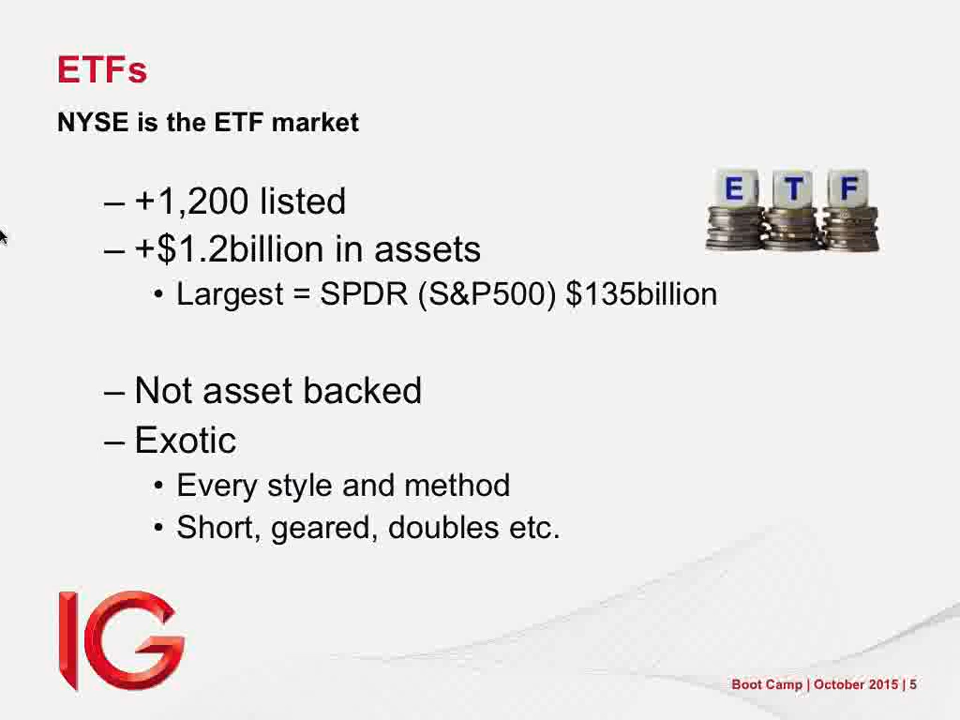 ETFs
NYSE is the ETF market
– +1,200 listed
– +$1.2billion in assets
• Largest = SPDR (S&P500) $135billion
E T F
– Not asset backed
– Exotic
• Every style and method
• Short, geared, doubles etc.
IG
Boot Camp | October 2015 | 5